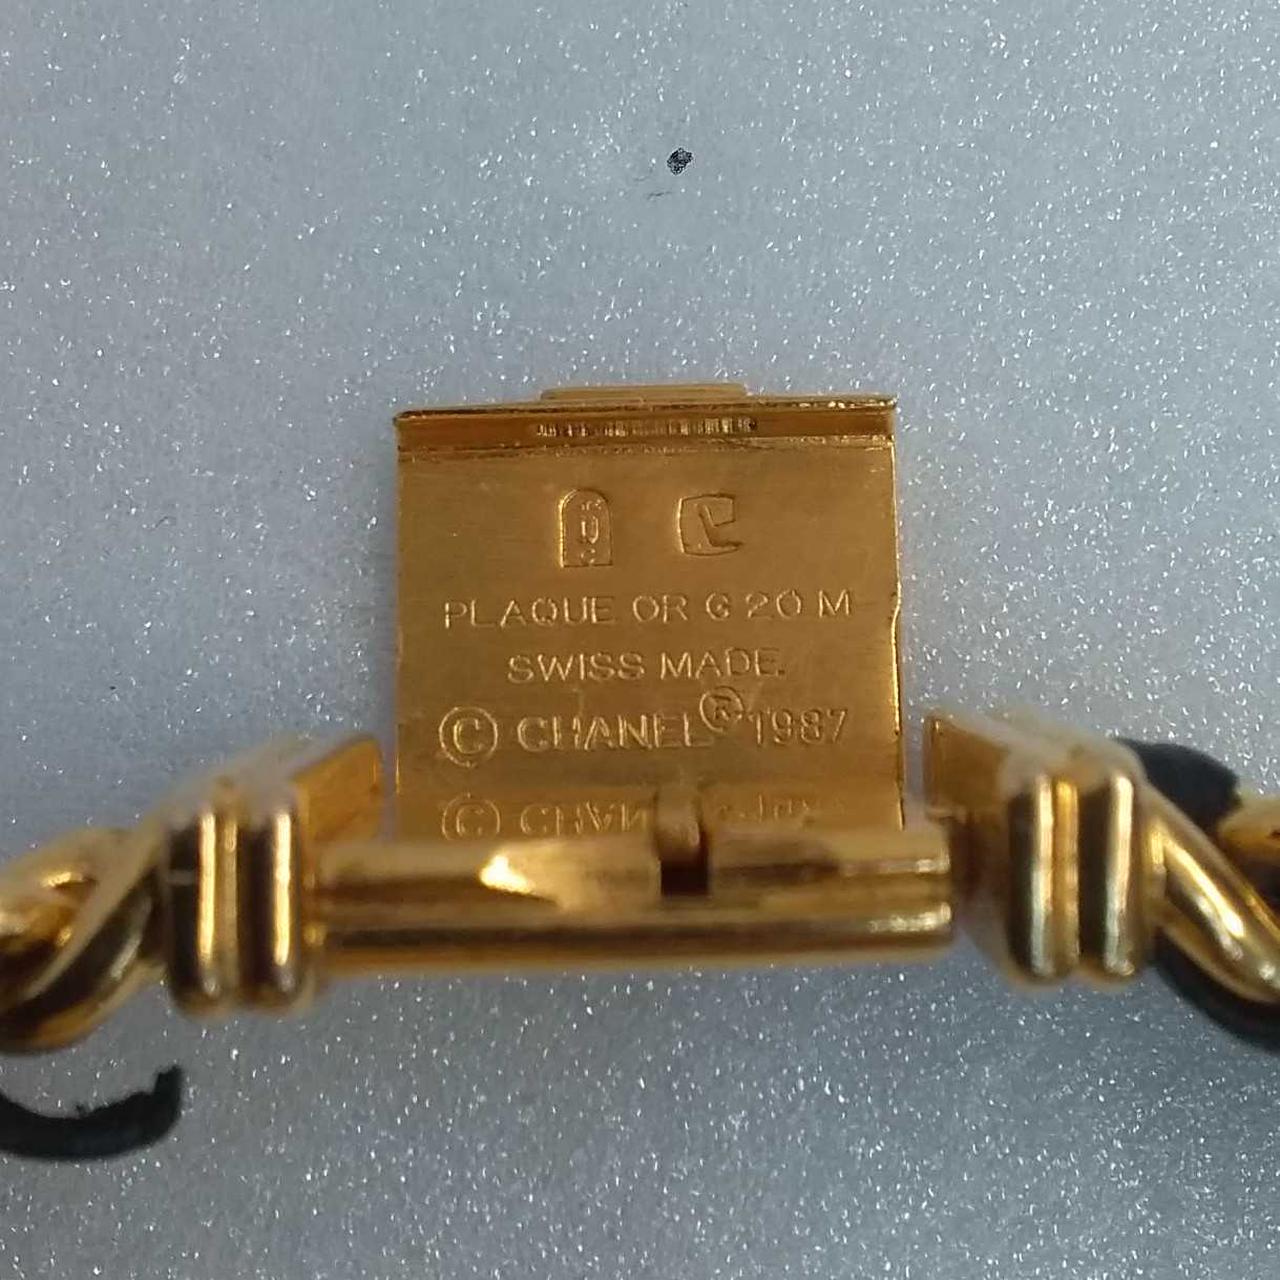 PLAQUE OR G 20 M
SWISS MADE.
© CHANEL® 1987